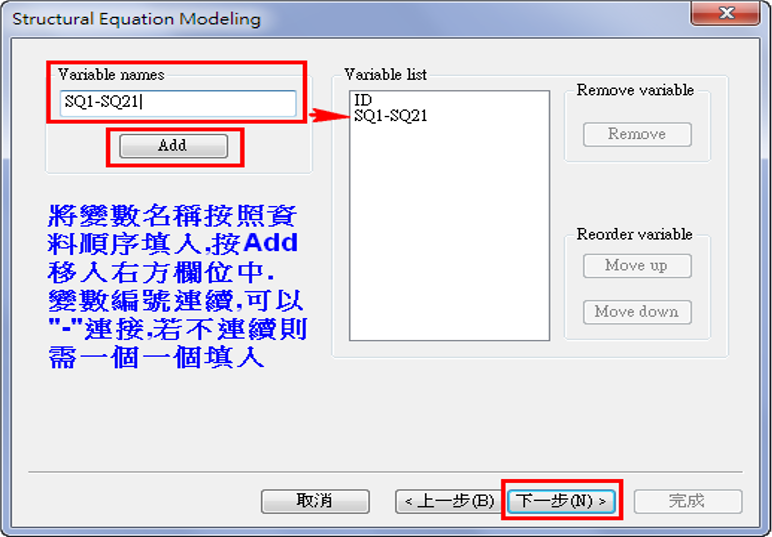 Structural Equation Modeling
Variable names
SQ1-SQ21
Add
將變數名稱按照資
料順序填入,按Add
移入右方欄位中.
變數編號連續,可以
"-"連接,若不連續則
需一個一個填入
Variable list
ID
SQ1-SQ21
Remove variable
Remove
Reorder variable
Move up
Move down
取消
< 上一步(B)
下一步(N) >
完成